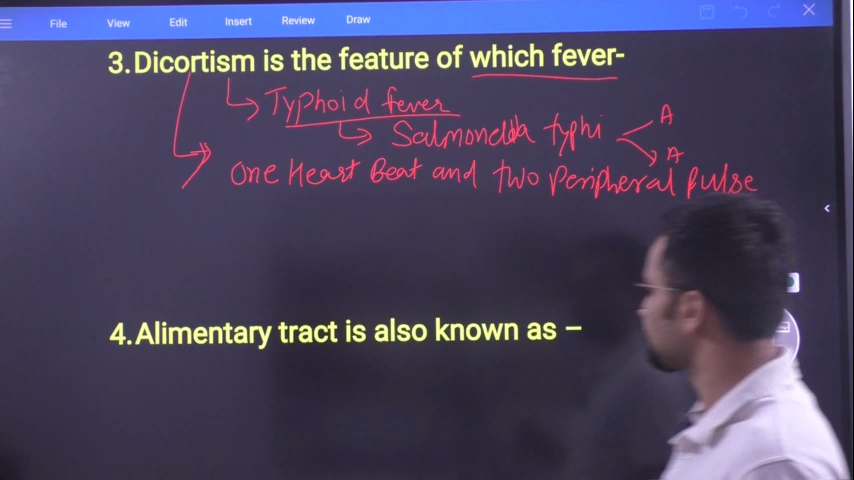 File View Edit Insert Review Draw
3.Dicortism is the feature of which fever-
Typhoid fever
Salmonella typhi A
A
One Heart Beat and two Peripheral pulse
4.Alimentary tract is also known as –